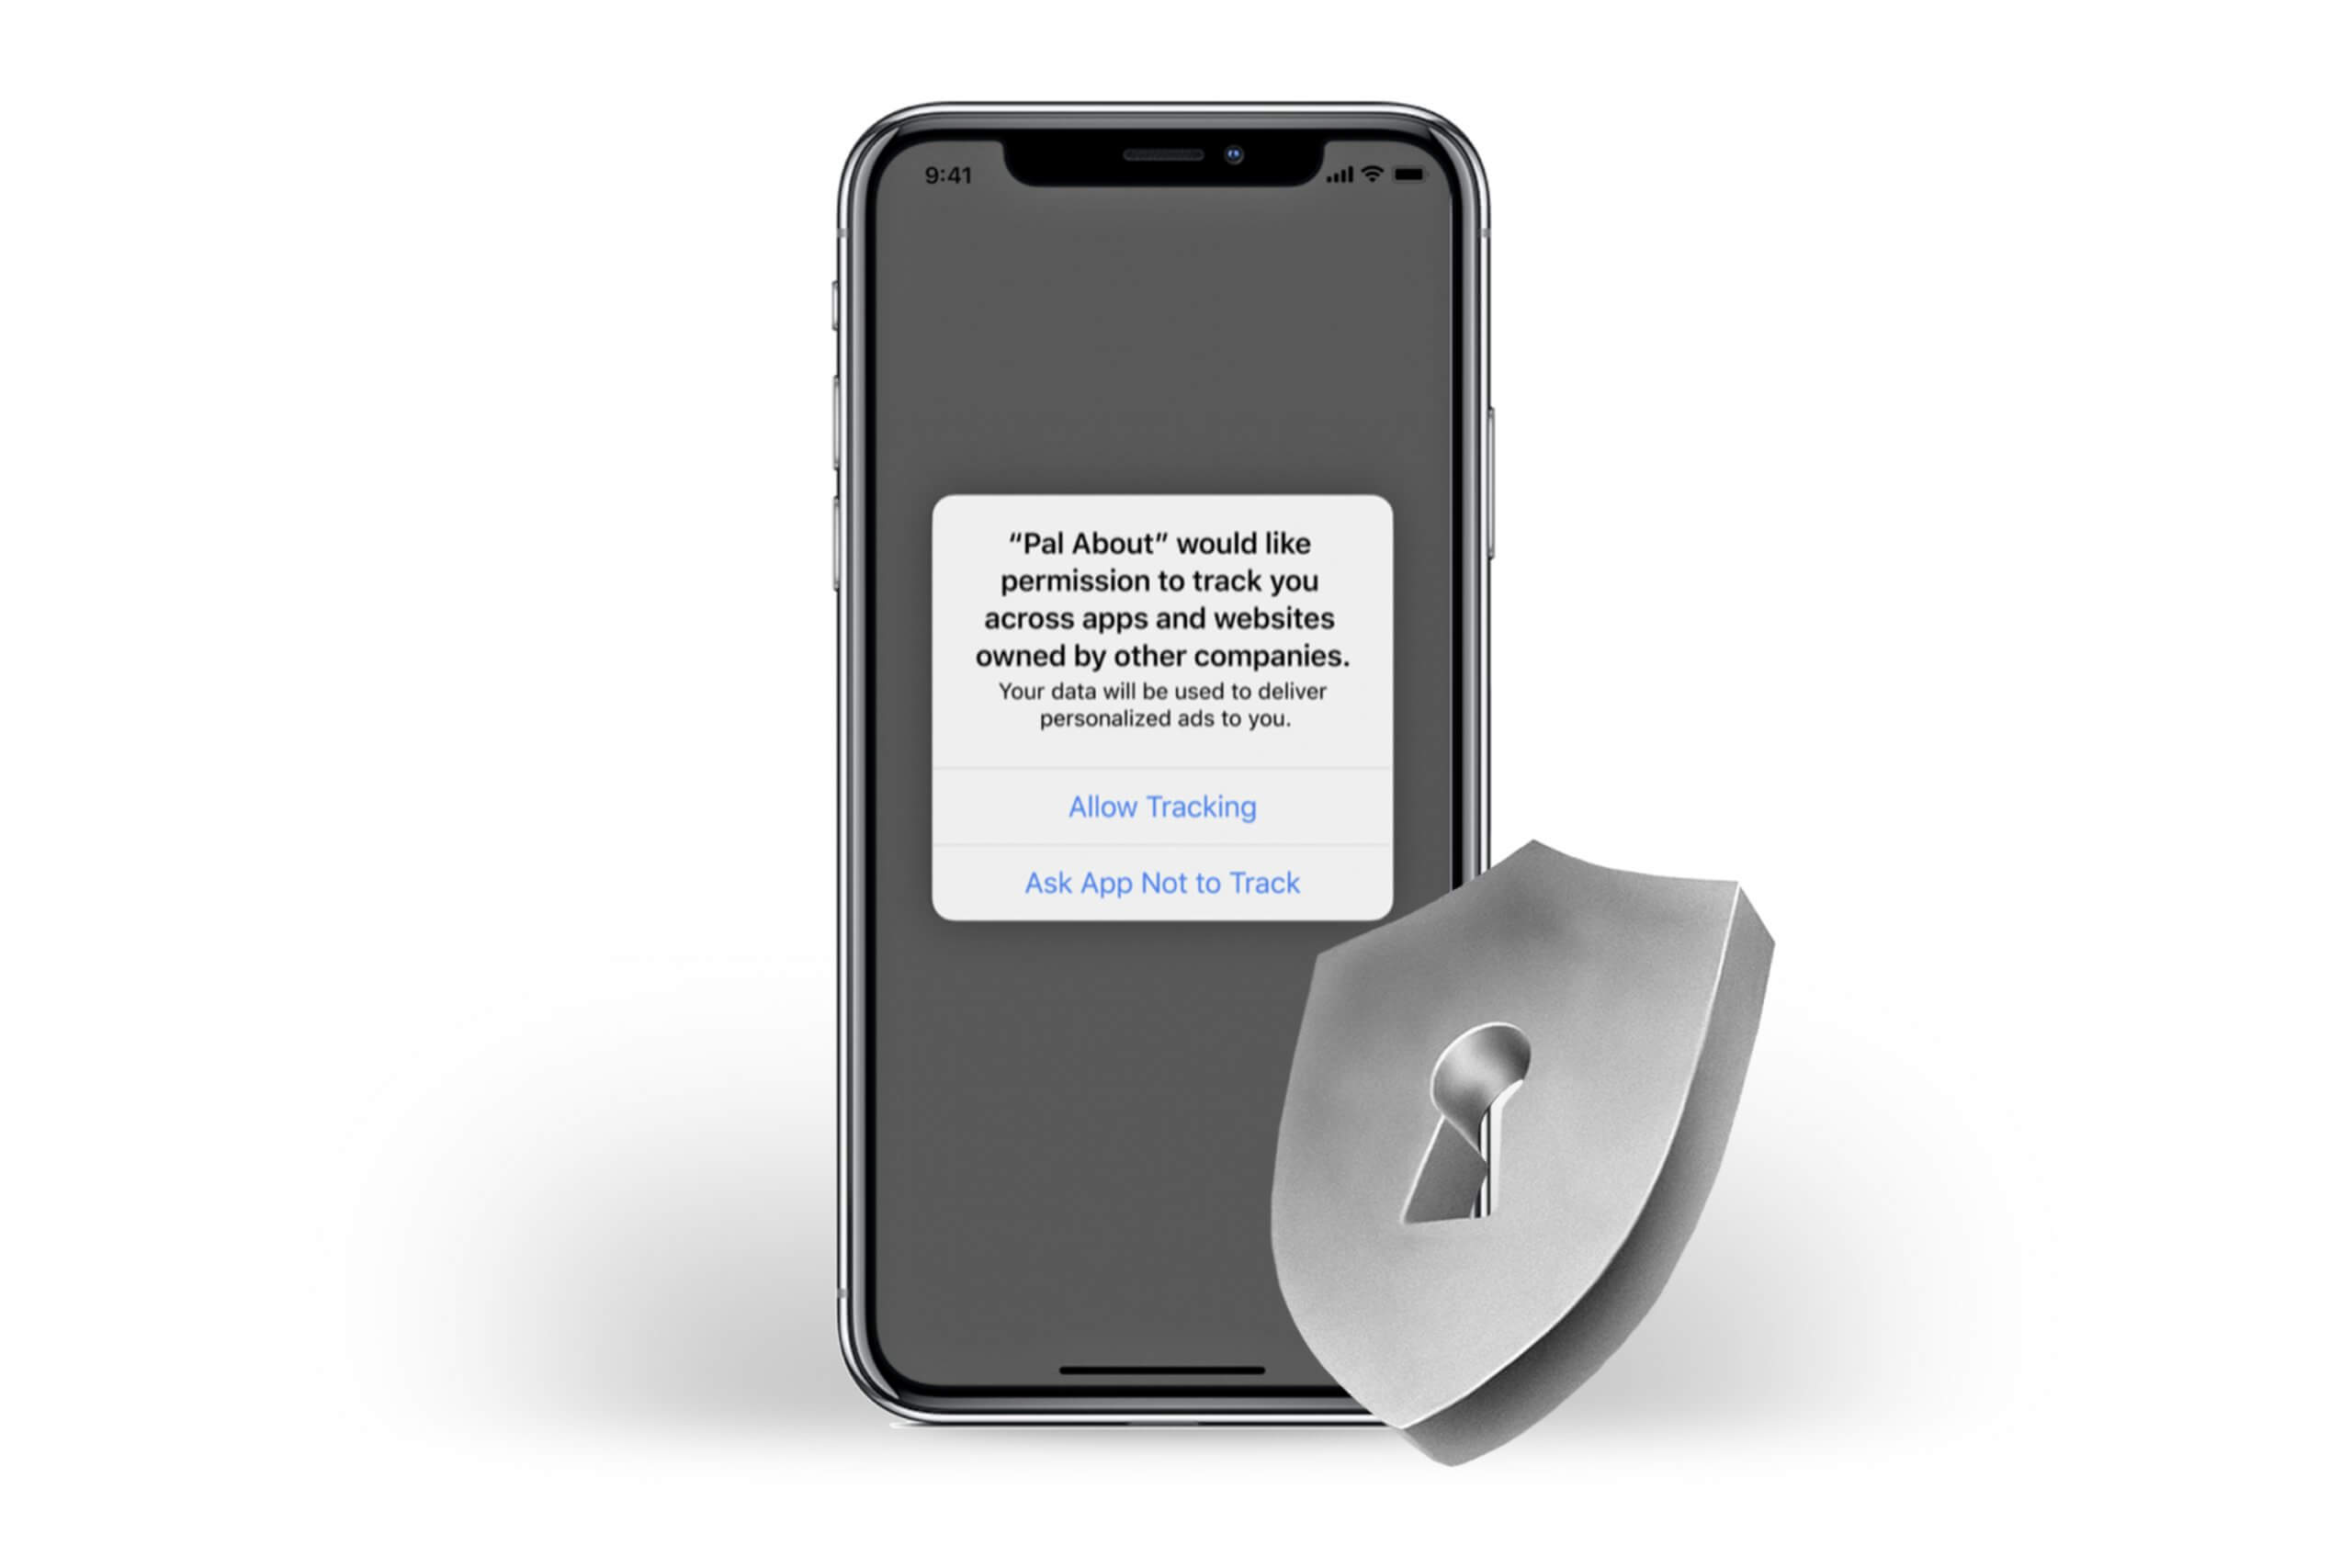 9:41
“Pal About” would like
permission to track you
across apps and websites
owned by other companies.
Your data will be used to deliver
personalized ads to you.
Allow Tracking
Ask App Not to Track